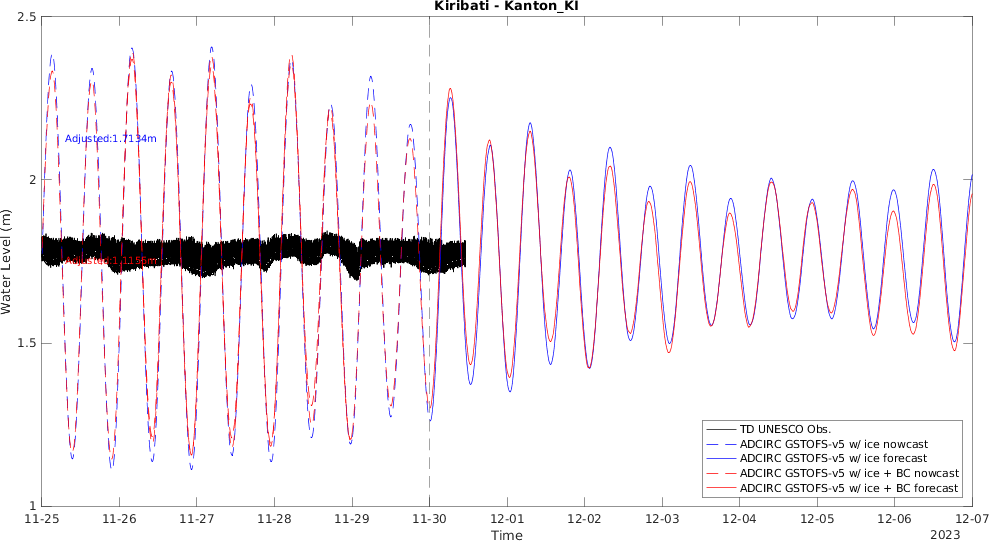 Kiribati - Kanton_KI
2.5
2
1.5
1
Water Level (m)
Adjusted:1.7134m
Adjusted:1.1156m
TD UNESCO Obs.
ADCIRC GSTOFS-v5 w/ ice nowcast
ADCIRC GSTOFS-v5 w/ ice forecast
ADCIRC GSTOFS-v5 w/ ice + BC nowcast
ADCIRC GSTOFS-v5 w/ ice + BC forecast
11-25 11-26 11-27 11-28 11-29 11-30 12-01 12-02 12-03 12-04 12-05 12-06 12-07
Time
2023